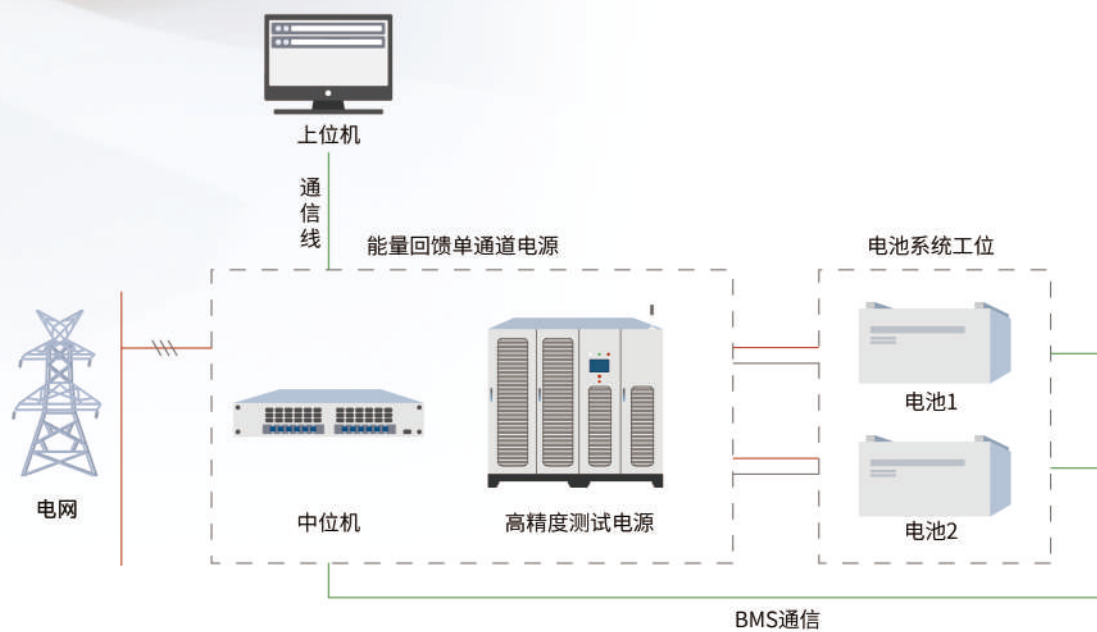 上位机
通信线
能量回馈单通道电源
电池系统工位
电池1
电网
中位机
高精度测试电源
电池2
BMS通信